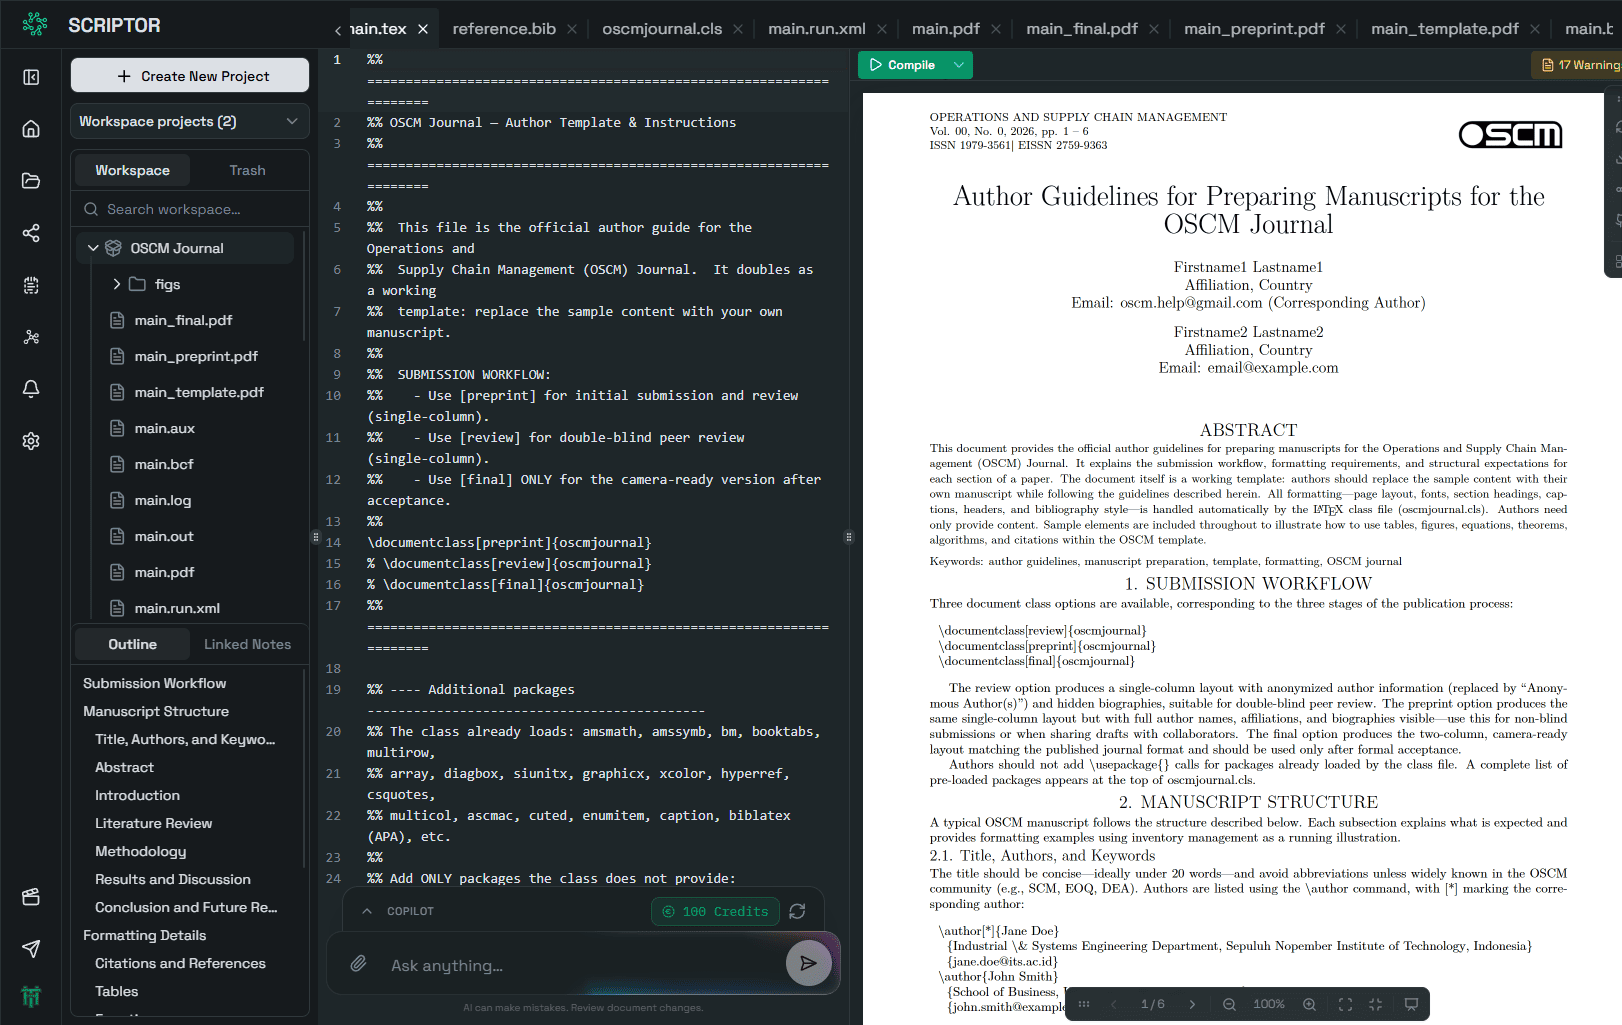 SCRIPTOR
main.tex
reference.bib
oscmjournal.cls
main.run.xml
main.pdf
main_final.pdf
main_preprint.pdf
main_template.pdf
main.b
Create New Project
Workspace projects (2)
Workspace
Trash
Search workspace...
OSCM Journal
figs
main_final.pdf
main_preprint.pdf
main_template.pdf
main.aux
main.bcf
main.log
main.out
main.pdf
main.run.xml
Outline
Linked Notes
Submission Workflow
Manuscript Structure
Title, Authors, and Keywo...
Abstract
Introduction
Literature Review
Methodology
Results and Discussion
Conclusion and Future Re...
Formatting Details
Citations and References
Tables
1 %%
============================================================
========
2 %% OSCM Journal — Author Template & Instructions
3 %%
============================================================
========
4 %%
5 %%  This file is the official author guide for the
Operations and
6 %%  Supply Chain Management (OSCM) Journal.  It doubles as
a working
7 %%  template: replace the sample content with your own
manuscript.
8 %%
9 %%  SUBMISSION WORKFLOW:
10 %%    - Use [preprint] for initial submission and review
(single-column).
11 %%    - Use [review] for double-blind peer review
(single-column).
12 %%    - Use [final] ONLY for the camera-ready version after
acceptance.
13 %%
14 \documentclass[preprint]{oscmjournal}
15 % \documentclass[review]{oscmjournal}
16 % \documentclass[final]{oscmjournal}
17 %%
============================================================
========
18
19 %% ---- Additional packages
--------------------------------------------
20 %% The class already loads: amsmath, amssymb, bm, booktabs,
multirow,
21 %% array, diagbox, siunitx, graphicx, xcolor, hyperref,
csquotes,
22 %% multicol, ascmac, cuted, enumitem, caption, biblatex
(APA), etc.
23 %%
24 %% Add ONLY packages the class does not provide:
COPILOT
100 Credits
Ask anything...
AI can make mistakes. Review document changes.
Compile
17 Warning
OPERATIONS AND SUPPLY CHAIN MANAGEMENT
Vol. 00, No. 0, 2026, pp. 1 – 6
ISSN 1979-3561| EISSN 2759-9363
OSCM
Author Guidelines for Preparing Manuscripts for the
OSCM Journal
Firstname1 Lastname1
Affiliation, Country
Email: oscm.help@gmail.com (Corresponding Author)
Firstname2 Lastname2
Affiliation, Country
Email: email@example.com
ABSTRACT
This document provides the official author guidelines for preparing manuscripts for the Operations and Supply Chain Man-
agement (OSCM) Journal. It explains the submission workflow, formatting requirements, and structural expectations for
each section of a paper. The document itself is a working template: authors should replace the sample content with their
own manuscript while following the guidelines described herein. All formatting—page layout, fonts, section headings, cap-
tions, headers, and bibliography style—is handled automatically by the LATEX class file (oscmjournal.cls). Authors need
only provide content. Sample elements are included throughout to illustrate how to use tables, figures, equations, theorems,
algorithms, and citations within the OSCM template.
Keywords: author guidelines, manuscript preparation, template, formatting, OSCM journal
1. SUBMISSION WORKFLOW
Three document class options are available, corresponding to the three stages of the publication process:
\documentclass[review]{oscmjournal}
\documentclass[preprint]{oscmjournal}
\documentclass[final]{oscmjournal}
The review option produces a single-column layout with anonymized author information (replaced by “Anony-
mous Author(s)”) and hidden biographies, suitable for double-blind peer review. The preprint option produces the
same single-column layout but with full author names, affiliations, and biographies visible—use this for non-blind
submissions or when sharing drafts with collaborators. The final option produces the two-column, camera-ready
layout matching the published journal format and should be used only after formal acceptance.
Authors should not add \usepackage{} calls for packages already loaded by the class file. A complete list of
pre-loaded packages appears at the top of oscmjournal.cls.
2. MANUSCRIPT STRUCTURE
A typical OSCM manuscript follows the structure described below. Each subsection explains what is expected and
provides formatting examples using inventory management as a running illustration.
2.1. Title, Authors, and Keywords
The title should be concise—ideally under 20 words—and avoid abbreviations unless widely known in the OSCM
community (e.g., SCM, EOQ, DEA). Authors are listed using the \author command, with [*] marking the corre-
sponding author:
\author[*]{Jane Doe}
{Industrial \& Systems Engineering Department, Sepuluh Nopember Institute of Technology, Indonesia}
{jane.doe@its.ac.id}
\author{John Smith}
{School of Business,
{john.smith@example
1/6
100%